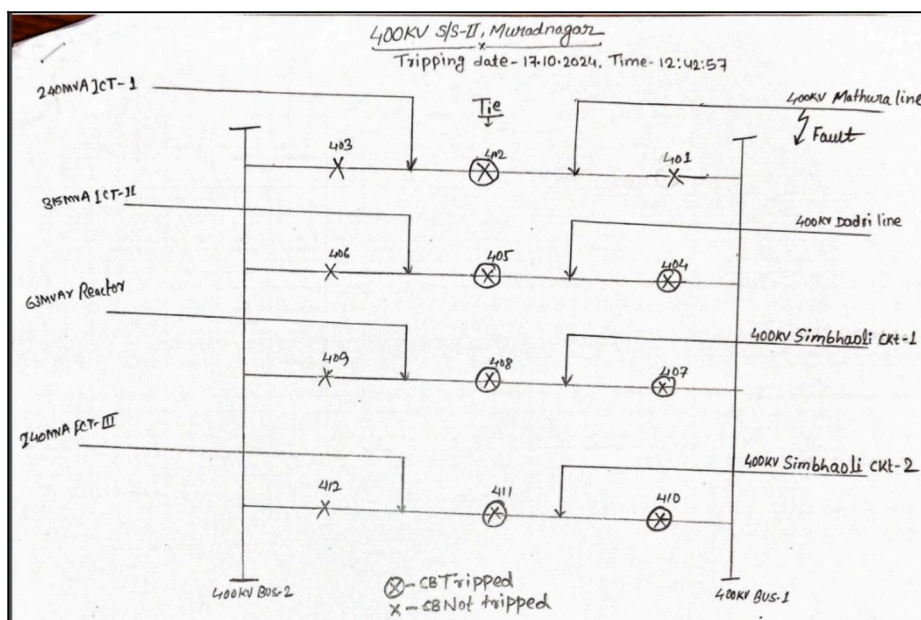 400KV S/S-II, Muradnagar
Tripping date - 17.10.2024, Time - 12:42:57
240MVA ICT-1
Tie
400KV Mathura line
Fault
403
402
401
315MVA ICT-II
400KV Dadri line
406
405
404
63MVAr Reactor
400KV Simbhaoli CKt-1
409
408
407
240MVA ICT-III
400KV Simbhaoli CKt-2
412
411
410
400KV BUS-2
400KV BUS-1
⊗ - CB Tripped
× - CB Not tripped